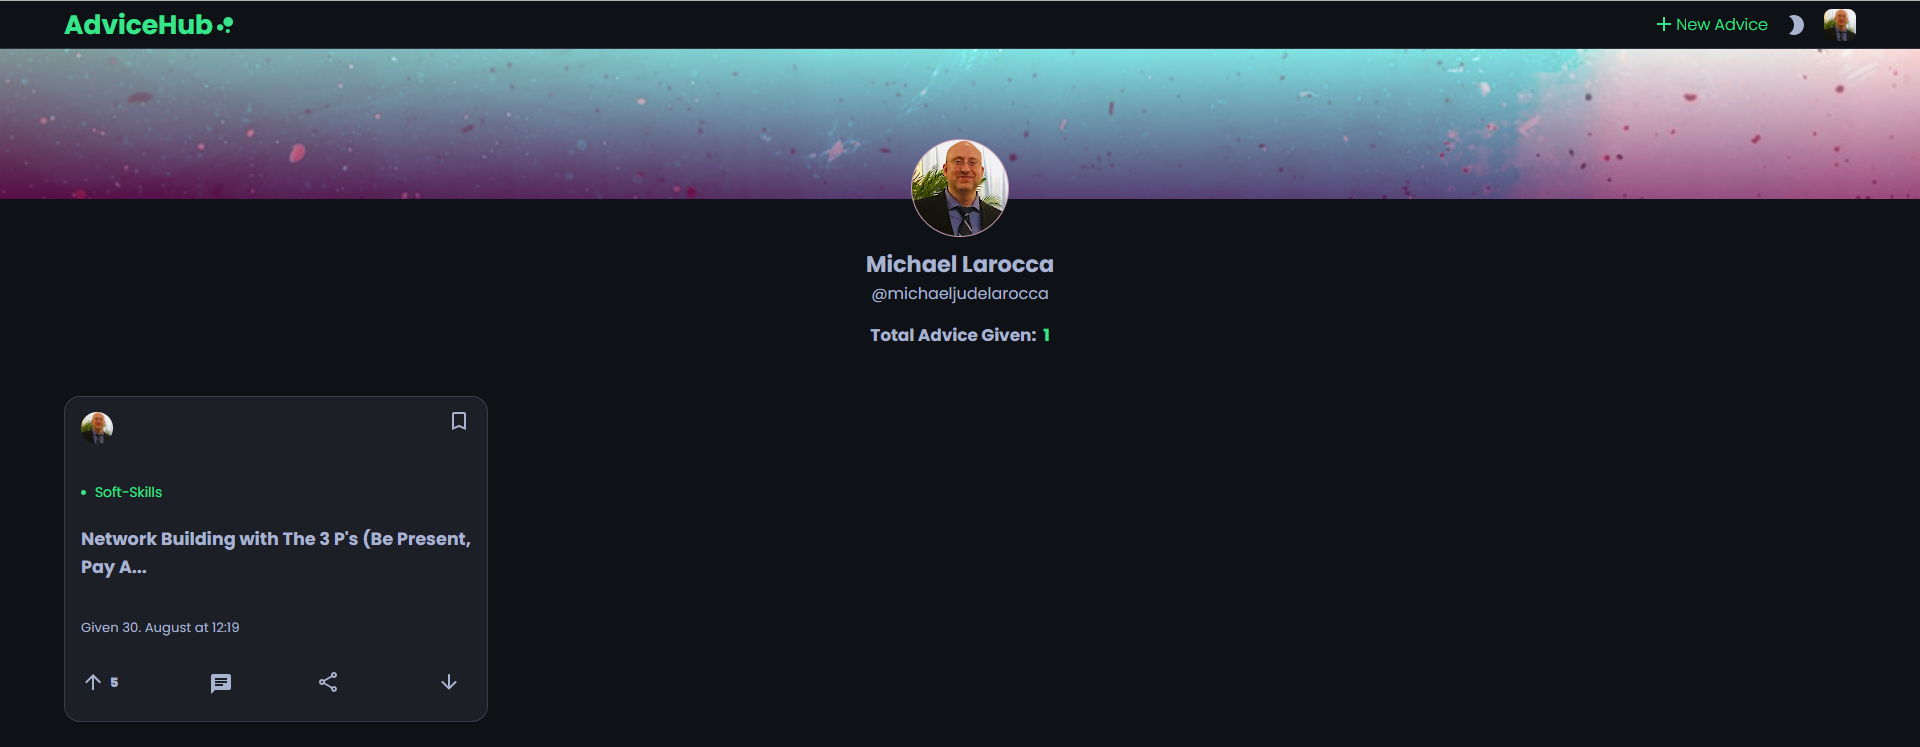 AdviceHub
New Advice
Michael Larocca
@michaeljudelarocca
Total Advice Given: 1
Soft-Skills
Network Building with The 3 P's (Be Present,
Pay A...
Given 30. August at 12:19
5